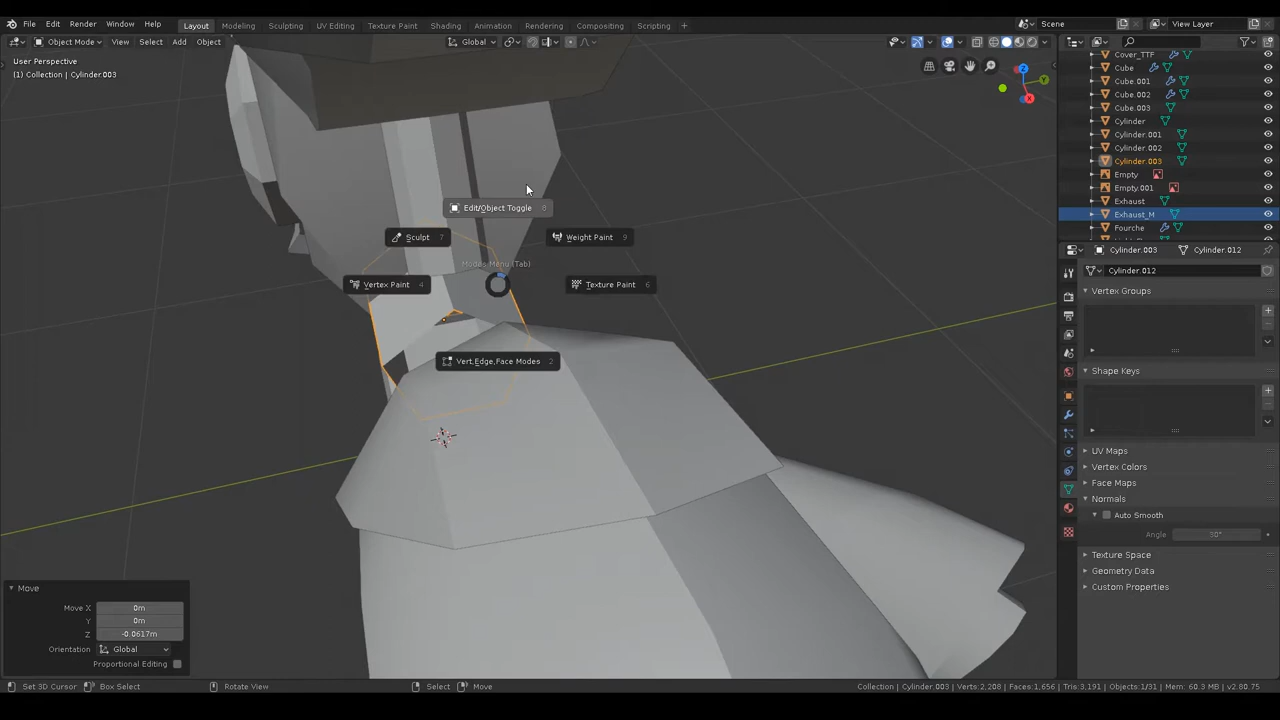 File Edit Render Window Help Layout Modeling Sculpting UV Editing Texture Paint Shading Animation Rendering Compositing Scripting + Scene View Layer
Object Mode View Select Add Object Global
User Perspective
(1) Collection | Cylinder.003
Edit/Object Toggle 8
Sculpt 7
Weight Paint 9
Modes Menu (Tab)
Vertex Paint 4
Texture Paint 6
Vert,Edge,Face Modes 2
Z
Y
X
Cover_TTF
Cube
Cube.001
Cube.002
Cube.003
Cylinder
Cylinder.001
Cylinder.002
Cylinder.003
Empty
Empty.001
Exhaust
Exhaust_M
Fourche
Cylinder.003 Cylinder.012
Cylinder.012
Vertex Groups
Shape Keys
UV Maps
Vertex Colors
Face Maps
Normals
Auto Smooth
Angle 30°
Texture Space
Geometry Data
Custom Properties
Move
Move X 0m
Y 0m
Z -0.0617m
Orientation Global
Proportional Editing
Set 3D Cursor Box Select Rotate View Select Move Collection | Cylinder.003 | Verts:2,208 | Faces:1,656 | Tris:3,191 | Objects:1/31 | Mem: 60.3 MB | v2.80.75